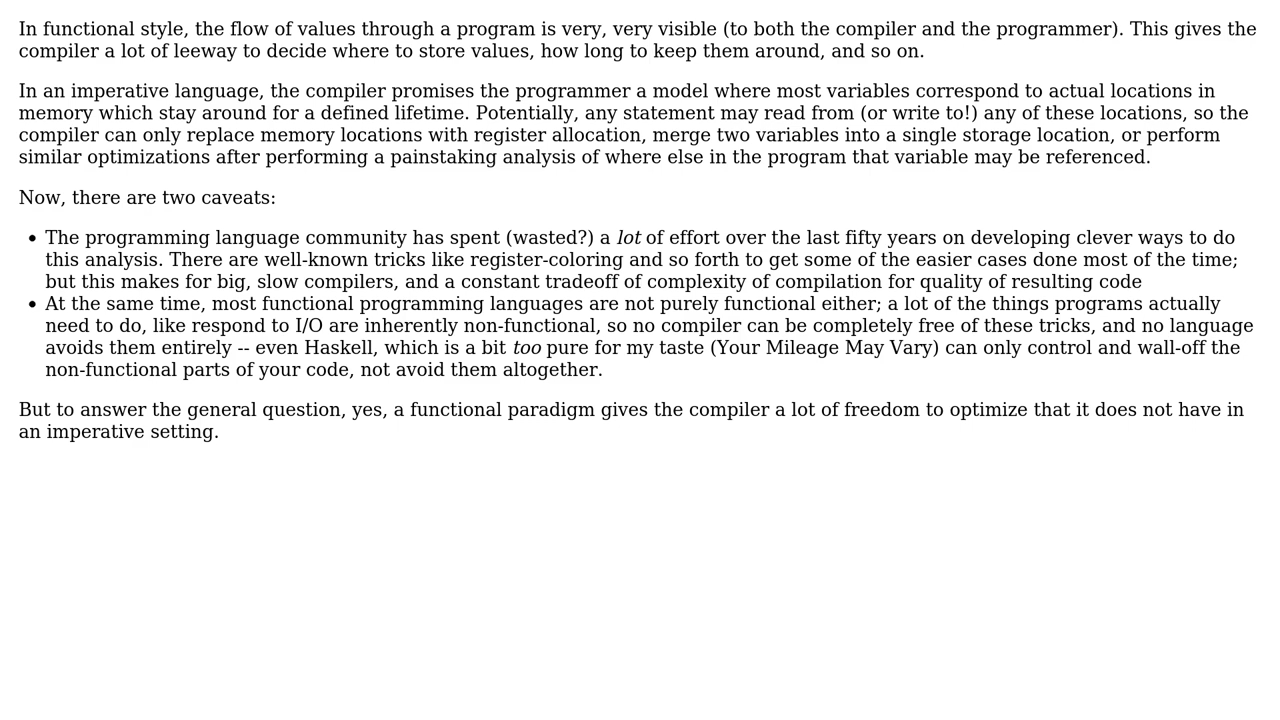 In functional style, the flow of values through a program is very, very visible (to both the compiler and the programmer). This gives the
compiler a lot of leeway to decide where to store values, how long to keep them around, and so on.
In an imperative language, the compiler promises the programmer a model where most variables correspond to actual locations in
memory which stay around for a defined lifetime. Potentially, any statement may read from (or write to!) any of these locations, so the
compiler can only replace memory locations with register allocation, merge two variables into a single storage location, or perform
similar optimizations after performing a painstaking analysis of where else in the program that variable may be referenced.
Now, there are two caveats:
• The programming language community has spent (wasted?) a lot of effort over the last fifty years on developing clever ways to do
this analysis. There are well-known tricks like register-coloring and so forth to get some of the easier cases done most of the time;
but this makes for big, slow compilers, and a constant tradeoff of complexity of compilation for quality of resulting code
• At the same time, most functional programming languages are not purely functional either; a lot of the things programs actually
need to do, like respond to I/O are inherently non-functional, so no compiler can be completely free of these tricks, and no language
avoids them entirely -- even Haskell, which is a bit too pure for my taste (Your Mileage May Vary) can only control and wall-off the
non-functional parts of your code, not avoid them altogether.
But to answer the general question, yes, a functional paradigm gives the compiler a lot of freedom to optimize that it does not have in
an imperative setting.